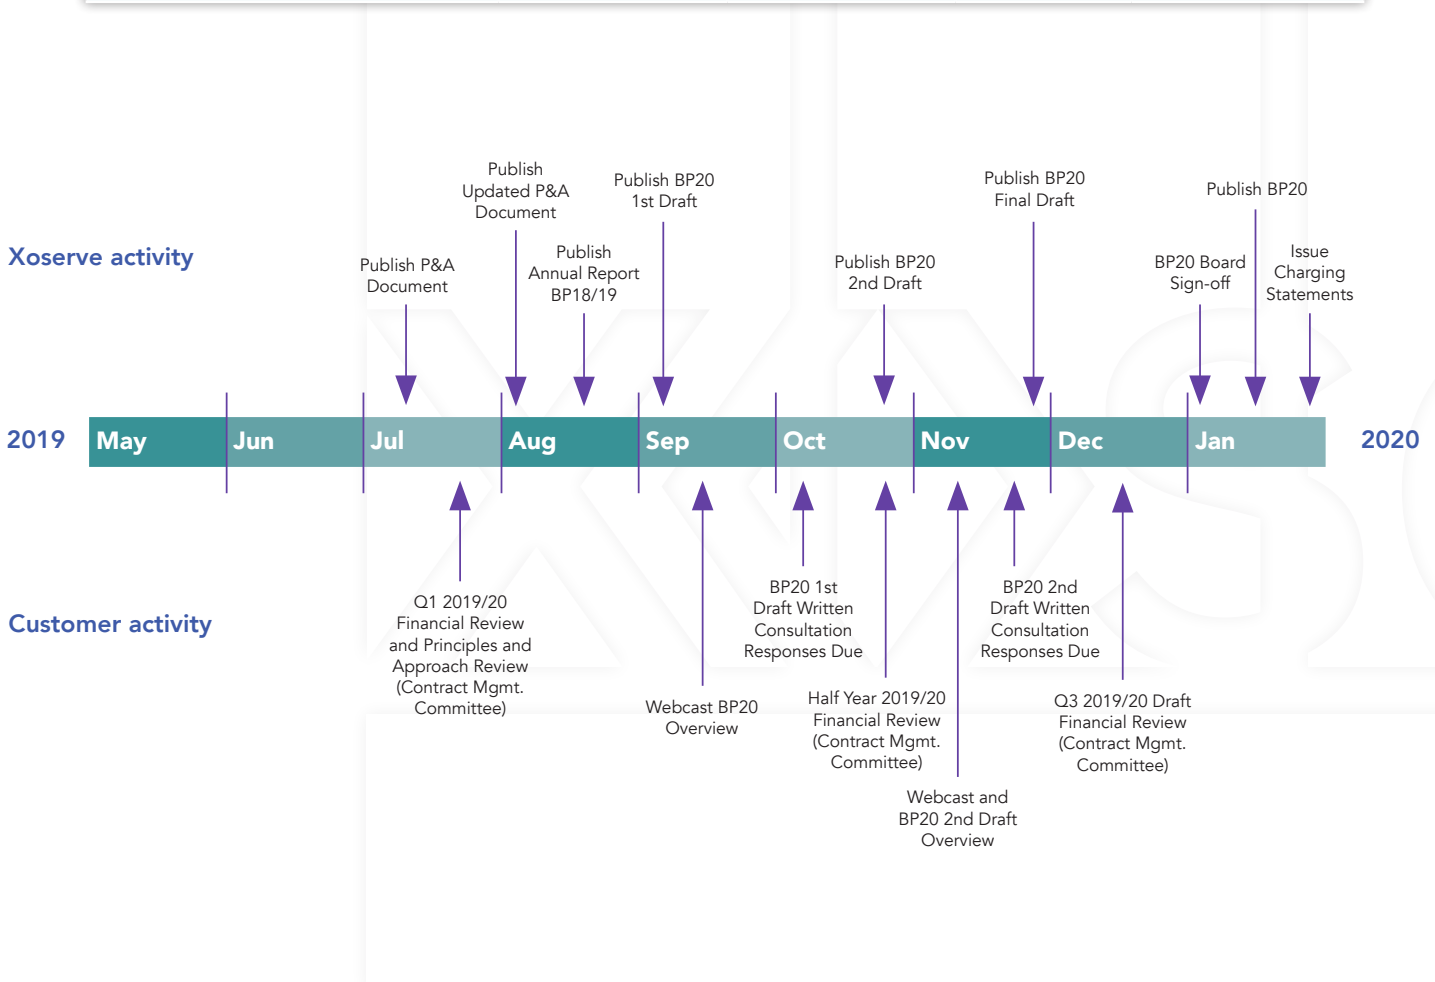 Publish
Updated P&A
Document
Publish BP20
1st Draft
Publish BP20
Final Draft
Publish BP20
Xoserve activity
Publish P&A
Document
Publish
Annual Report
BP18/19
Publish BP20
2nd Draft
BP20 Board
Sign-off
Issue
Charging
Statements
2019
May
Jun
Jul
Aug
Sep
Oct
Nov
Dec
Jan
2020
Customer activity
Q1 2019/20
Financial Review
and Principles and
Approach Review
(Contract Mgmt.
Committee)
Webcast BP20
Overview
BP20 1st
Draft Written
Consultation
Responses Due
Half Year 2019/20
Financial Review
(Contract Mgmt.
Committee)
Webcast and
BP20 2nd Draft
Overview
BP20 2nd
Draft Written
Consultation
Responses Due
Q3 2019/20 Draft
Financial Review
(Contract Mgmt.
Committee)